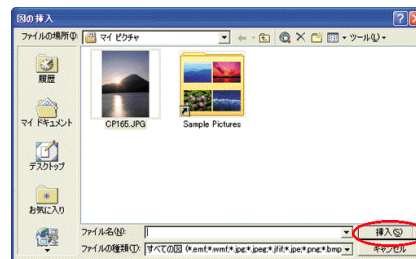 図の挿入
ファイルの場所(I): マイ ピクチャ ツール(L)
履歴
マイ ドキュメント
デスクトップ
お気に入り
CP165.JPG Sample Pictures
ファイル名(N): 挿入(S)
ファイルの種類(T): すべての図 (*.emf;*.wmf;*.jpg;*.jpeg;*.jfif;*.jpe;*.png;*.bmp キャンセル